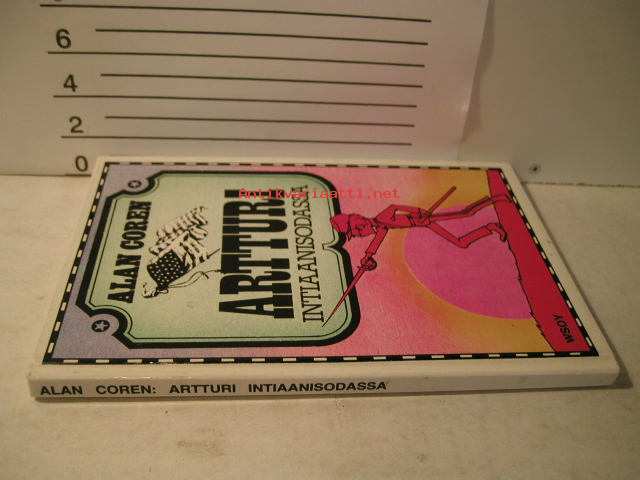 6
4
2
0
Antikvariaatti.net
ALAN COREN
ARTTURI
INTIAANISODASSA
WSOY
ALAN COREN: ARTTURI INTIAANISODASSA